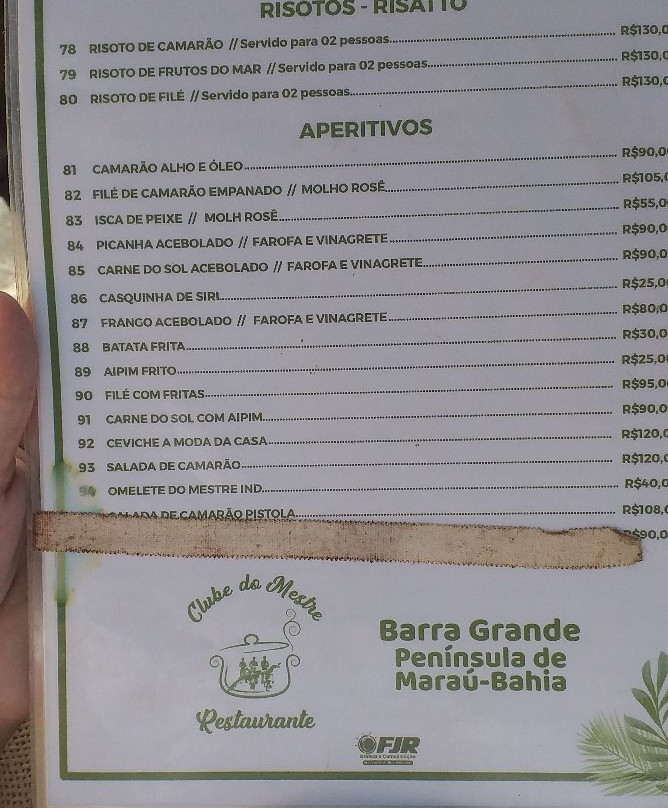 RISOTOS - RISATTO
78 RISOTO DE CAMARÃO // Servido para 02 pessoas R$130,0
79 RISOTO DE FRUTOS DO MAR // Servido para 02 pessoas R$130,0
80 RISOTO DE FILÉ // Servido para 02 pessoas R$130,0
APERITIVOS
81 CAMARÃO ALHO E ÓLEO R$90,0
82 FILÉ DE CAMARÃO EMPANADO // MOLHO ROSÊ R$105,
83 ISCA DE PEIXE // MOLH ROSÊ R$55,0
84 PICANHA ACEBOLADO // FAROFA E VINAGRETE R$90,0
85 CARNE DO SOL ACEBOLADO // FAROFA E VINAGRETE R$90,0
86 CASQUINHA DE SIRI R$25,0
87 FRANGO ACEBOLADO // FAROFA E VINAGRETE R$80,0
88 BATATA FRITA R$30,0
89 AIPIM FRITO R$25,0
90 FILÉ COM FRITAS R$95,0
91 CARNE DO SOL COM AIPIM R$90,0
92 CEVICHE A MODA DA CASA R$120,
93 SALADA DE CAMARÃO R$120,
94 OMELETE DO MESTRE IND R$40,0
SALADA DE CAMARÃO PISTOLA R$108,
R$90,0
Clube do Mestre
Restaurante
Barra Grande
Península de
Maraú-Bahia
FJR